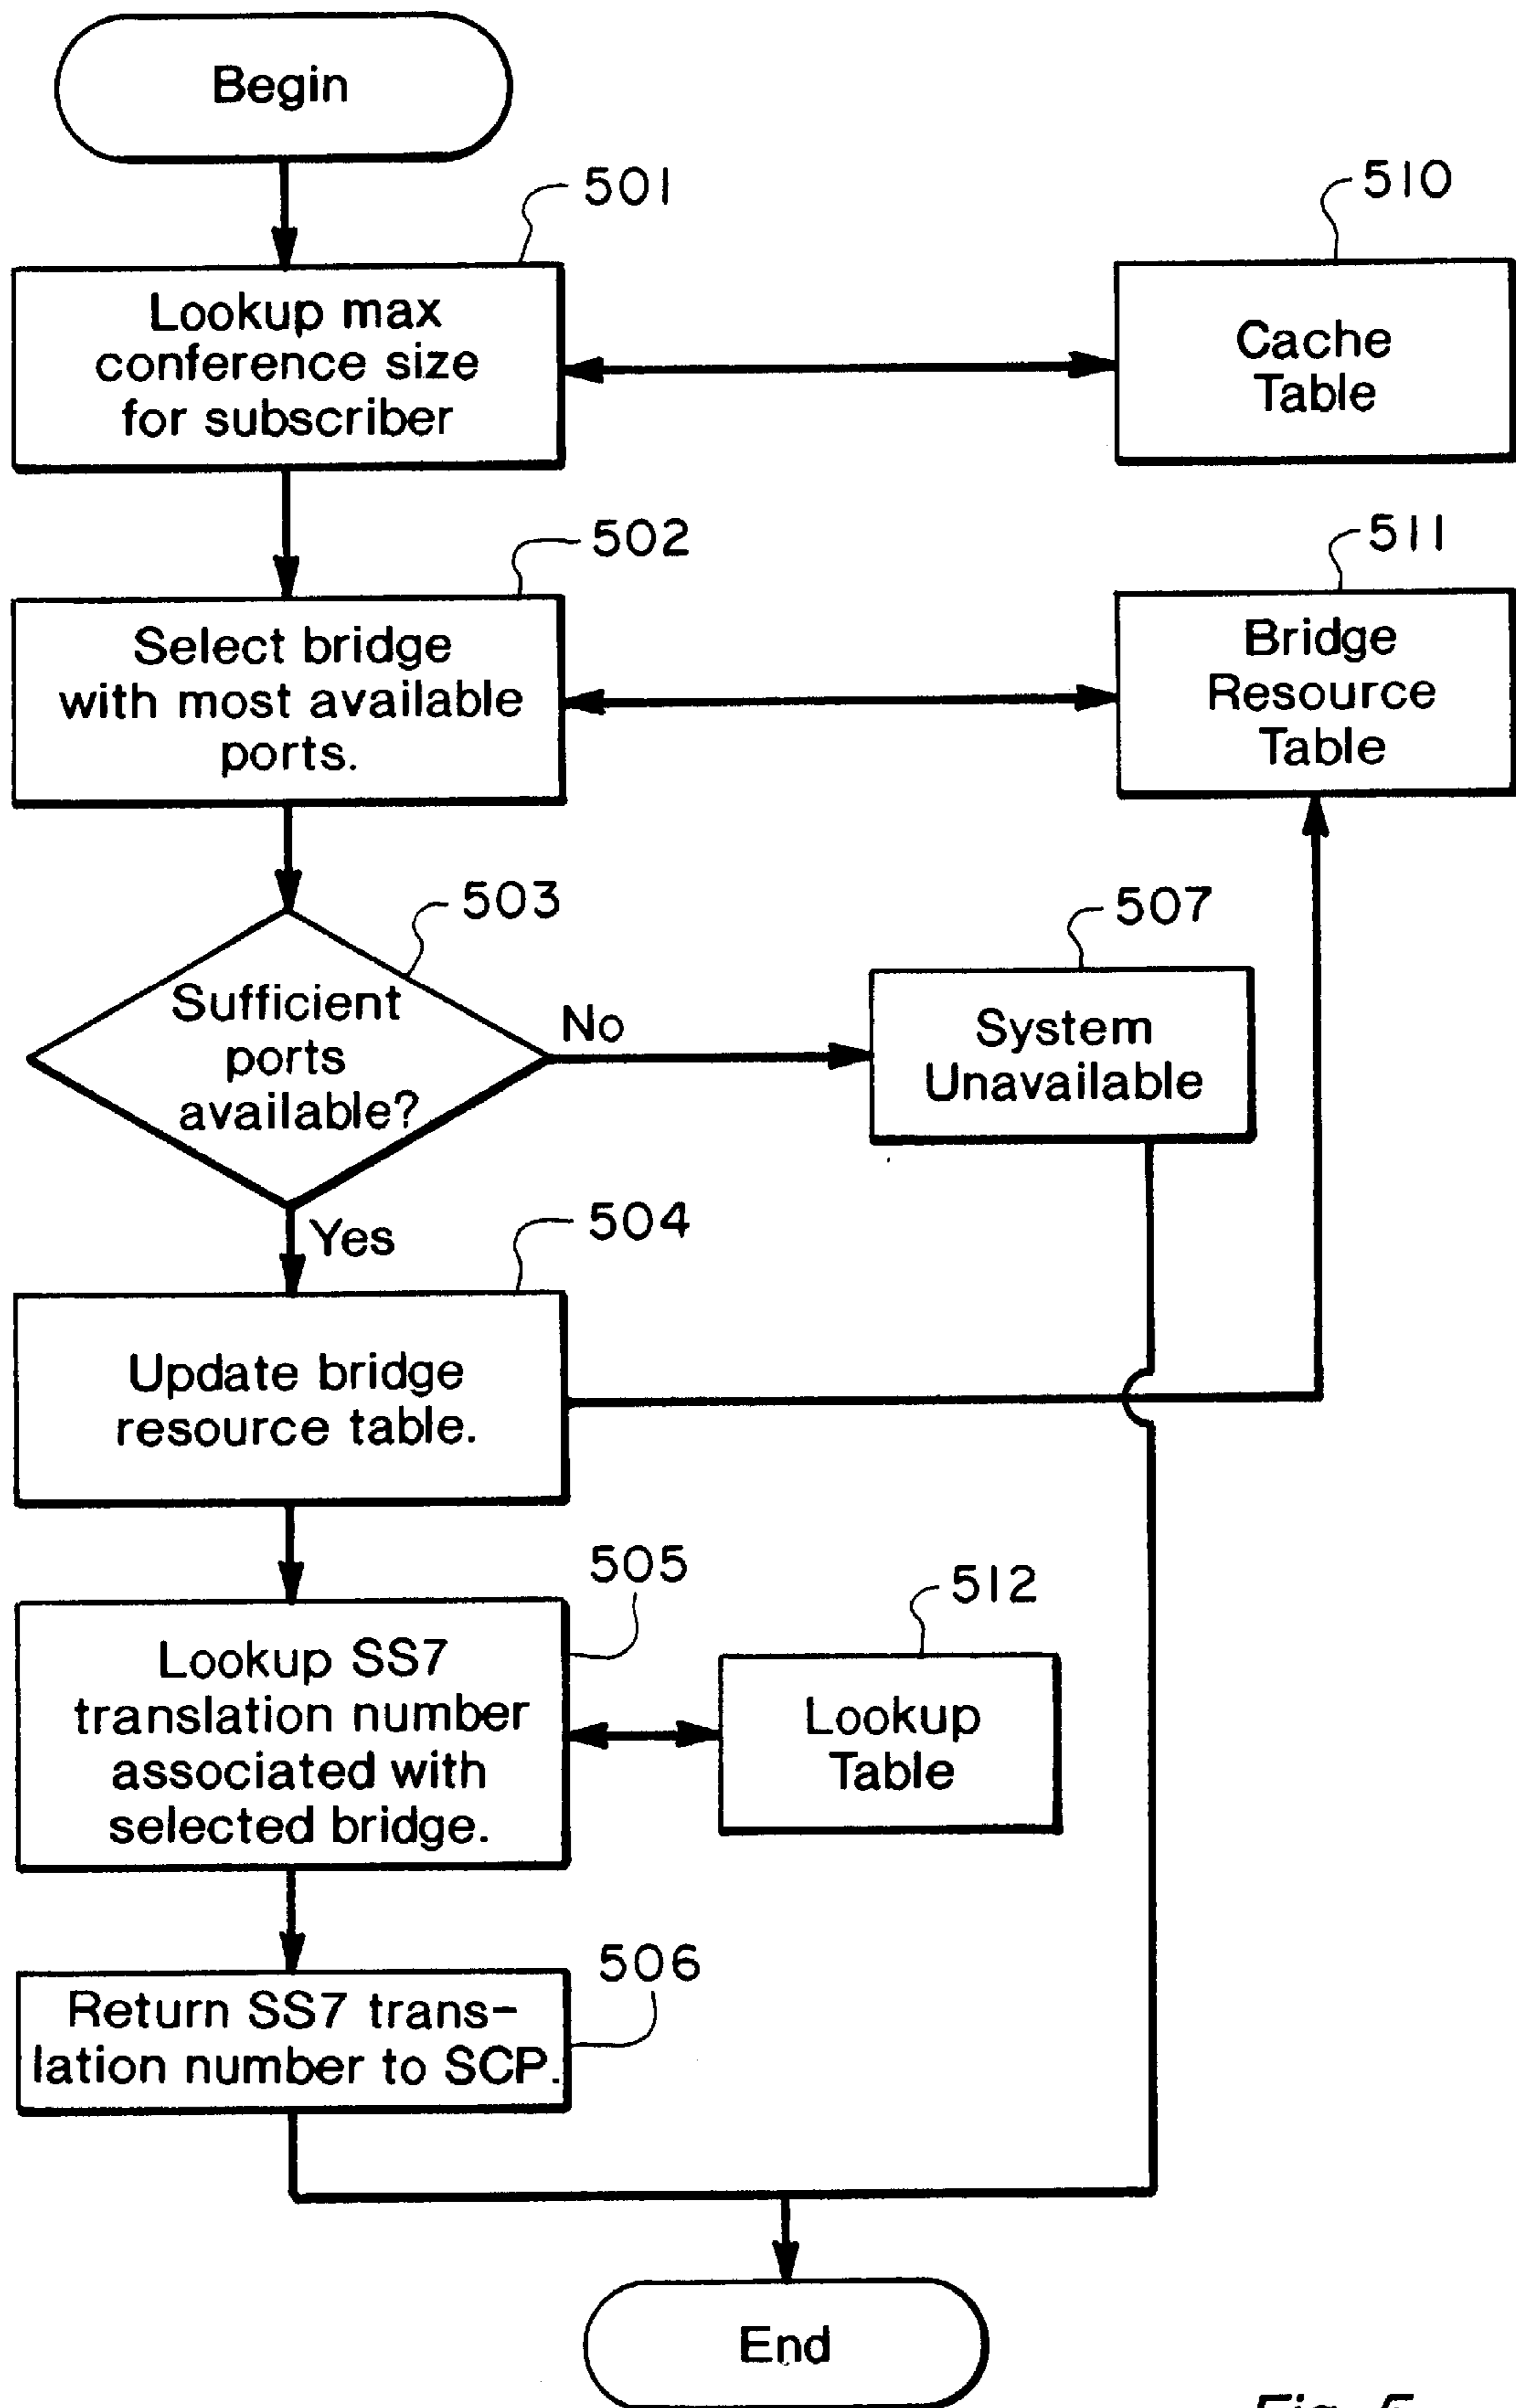 Begin
501
510
Lookup max
conference size
for subscriber
Cache
Table
502
511
Select bridge
with most available
ports.
Bridge
Resource
Table
503
507
Sufficient
ports
available?
No
System
Unavailable
Yes
504
Update bridge
resource table.
505
512
Lookup SS7
translation number
associated with
selected bridge.
Lookup
Table
506
Return SS7 trans-
lation number to SCP.
End
Fig. 5